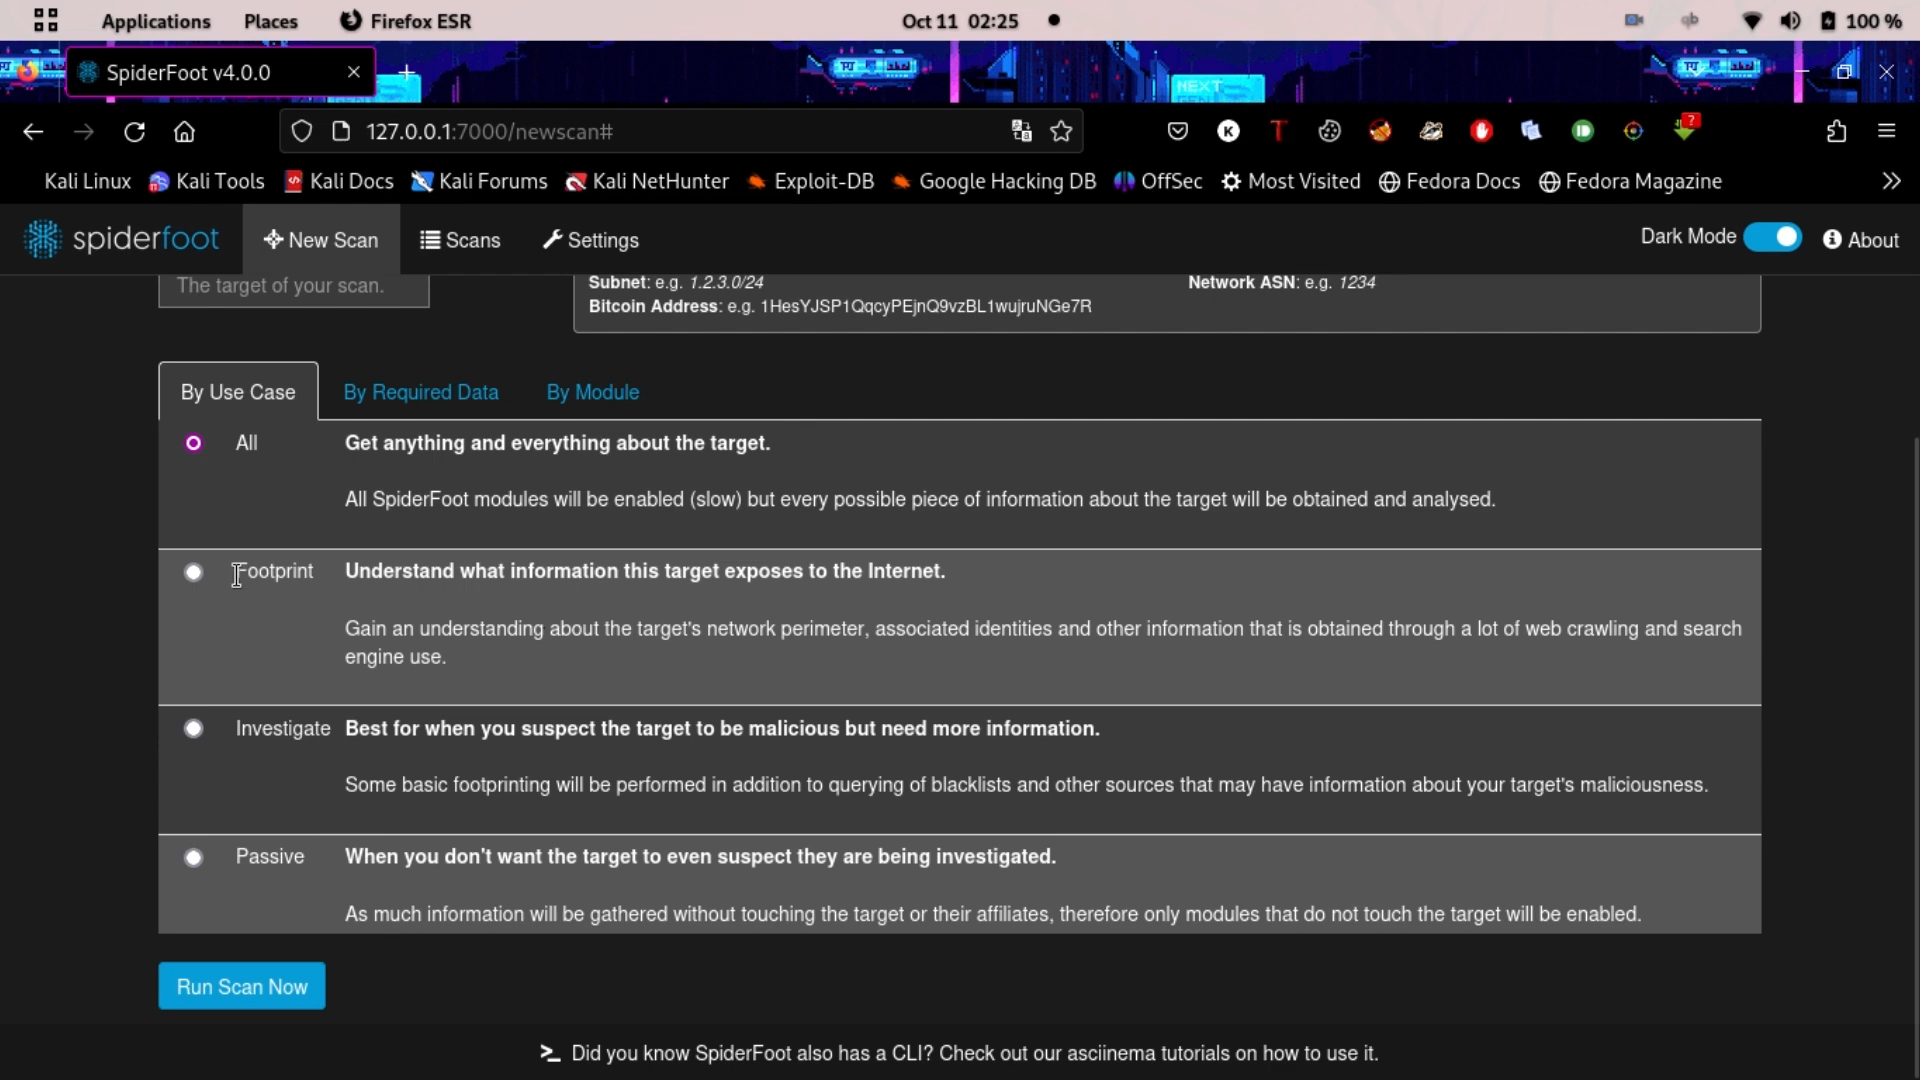 Applications Places Firefox ESR Oct 11 02:25 100 %
SpiderFoot v4.0.0
NEXT
127.0.0.1:7000/newscan#
K T ?
Kali Linux Kali Tools Kali Docs Kali Forums Kali NetHunter Exploit-DB Google Hacking DB OffSec Most Visited Fedora Docs Fedora Magazine
spiderfoot New Scan Scans Settings Dark Mode About
The target of your scan.
Subnet: e.g. 1.2.3.0/24 Network ASN: e.g. 1234
Bitcoin Address: e.g. 1HesYJSP1QqcyPEjnQ9vzBL1wujruNGe7R
By Use Case By Required Data By Module
All Get anything and everything about the target.
All SpiderFoot modules will be enabled (slow) but every possible piece of information about the target will be obtained and analysed.
Footprint Understand what information this target exposes to the Internet.
Gain an understanding about the target's network perimeter, associated identities and other information that is obtained through a lot of web crawling and search
engine use.
Investigate Best for when you suspect the target to be malicious but need more information.
Some basic footprinting will be performed in addition to querying of blacklists and other sources that may have information about your target's maliciousness.
Passive When you don't want the target to even suspect they are being investigated.
As much information will be gathered without touching the target or their affiliates, therefore only modules that do not touch the target will be enabled.
Run Scan Now
Did you know SpiderFoot also has a CLI? Check out our asciinema tutorials on how to use it.